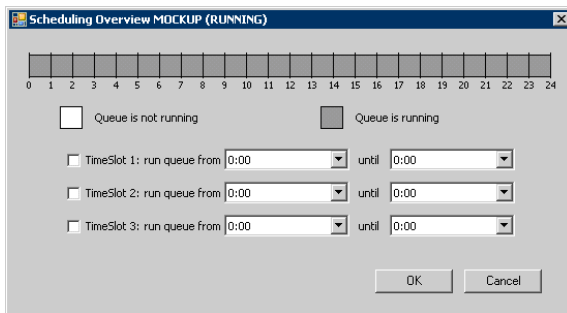 Scheduling Overview MOCKUP (RUNNING)
0 1 2 3 4 5 6 7 8 9 10 11 12 13 14 15 16 17 18 19 20 21 22 23 24
Queue is not running Queue is running
TimeSlot 1: run queue from 0:00 until 0:00
TimeSlot 2: run queue from 0:00 until 0:00
TimeSlot 3: run queue from 0:00 until 0:00
OK Cancel